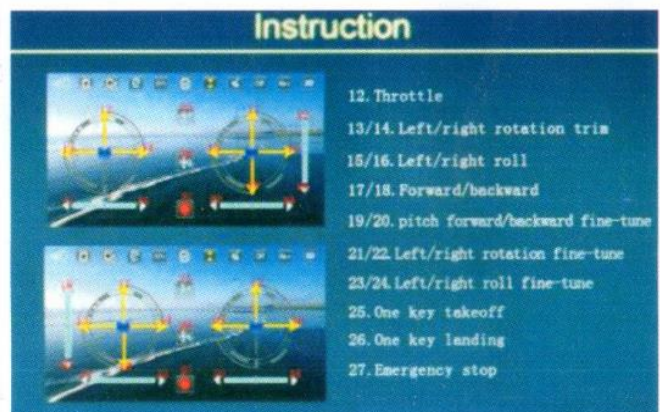 Instruction
12.Throttle
13/14.Left/right rotation trim
15/16.Left/right roll
17/18.Forward/backward
19/20.pitch forward/backward fine-tune
21/22.Left/right rotation fine-tune
23/24.Left/right roll fine-tune
25.One key takeoff
26.One key landing
27.Emergency stop